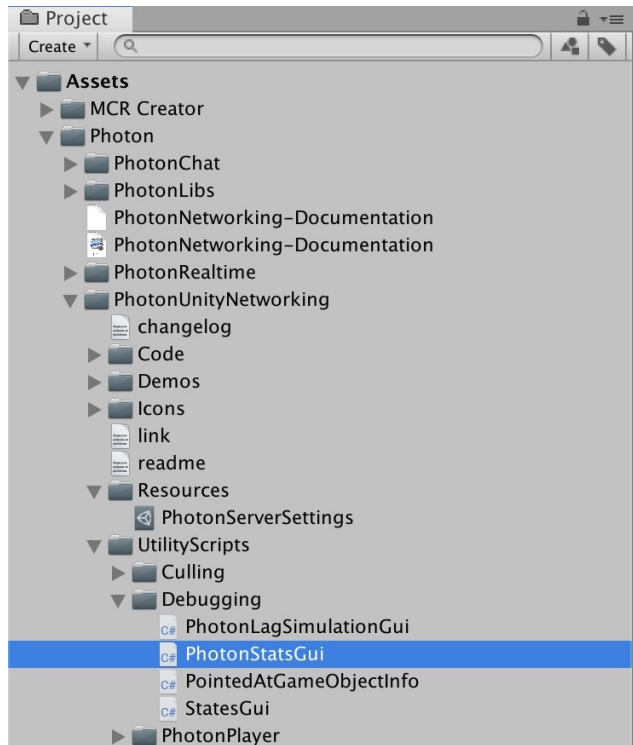 Project
Create
Assets
MCR Creator
Photon
PhotonChat
PhotonLibs
PhotonNetworking-Documentation
PhotonNetworking-Documentation
PhotonRealtime
PhotonUnityNetworking
changelog
Code
Demos
Icons
link
readme
Resources
PhotonServerSettings
UtilityScripts
Culling
Debugging
C# PhotonLagSimulationGui
C# PhotonStatsGui
C# PointedAtGameObjectInfo
C# StatesGui
PhotonPlayer